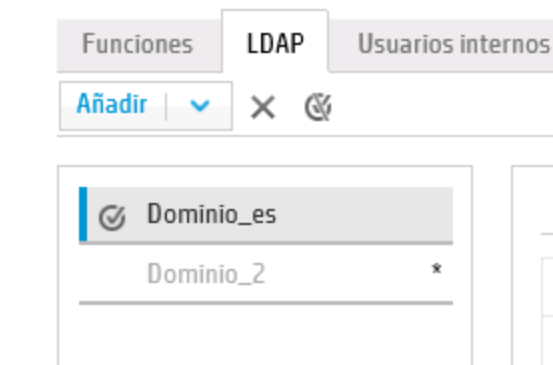 Funciones LDAP Usuarios internos
Añadir
Dominio_es
Dominio_2 *